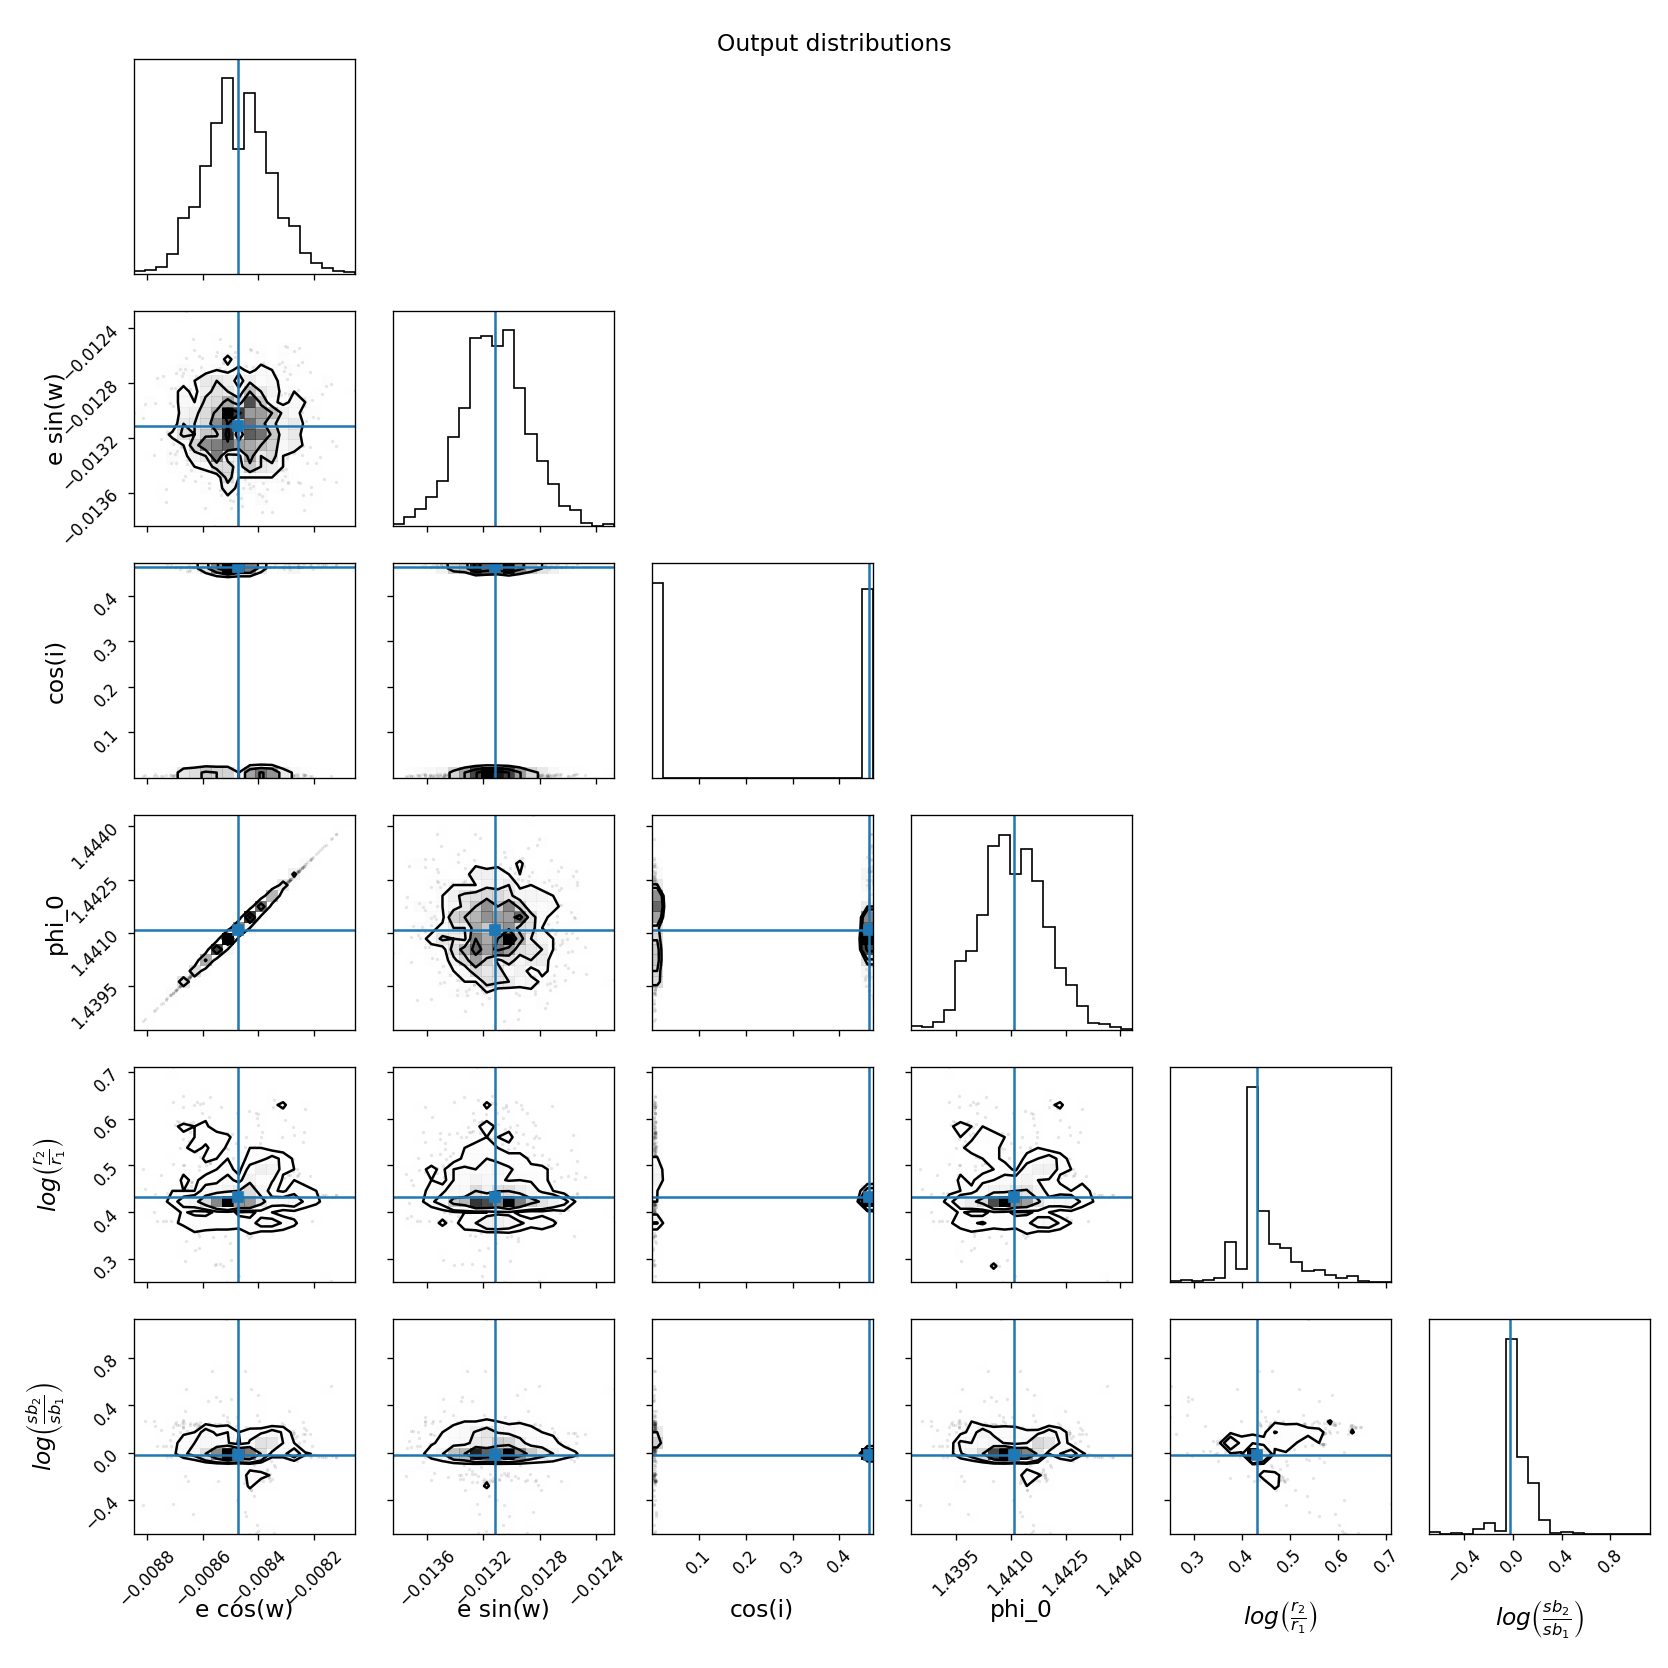 Output distributions
e sin(w)
−0.0124
−0.0128
−0.0132
−0.0136
cos(i)
0.4
0.3
0.2
0.1
phi_0
1.4440
1.4425
1.4410
1.4395
log(r₂/r₁)
0.7
0.6
0.5
0.4
0.3
log(sb₂/sb₁)
0.8
0.4
0.0
−0.4
−0.0088 −0.0086 −0.0084 −0.0082
e cos(w)
−0.0136 −0.0132 −0.0128 −0.0124
e sin(w)
0.1 0.2 0.3 0.4
cos(i)
1.4395 1.4410 1.4425 1.4440
phi_0
0.3 0.4 0.5 0.6 0.7
log(r₂/r₁)
−0.4 0.0 0.4 0.8
log(sb₂/sb₁)